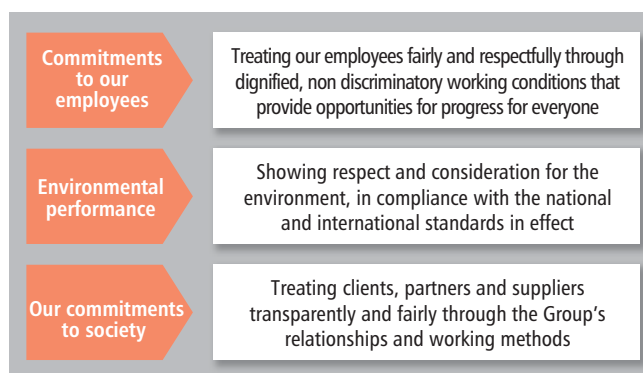 Commitments
to our
employees
Treating our employees fairly and respectfully through
dignified, non discriminatory working conditions that
provide opportunities for progress for everyone
Environmental
performance
Showing respect and consideration for the
environment, in compliance with the national
and international standards in effect
Our commitments
to society
Treating clients, partners and suppliers
transparently and fairly through the Group’s
relationships and working methods